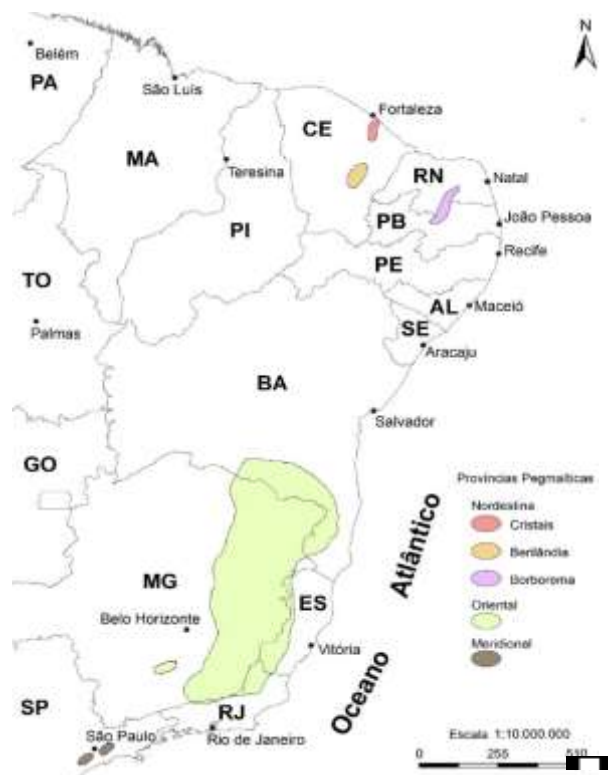 N
Belém
PA
São Luís
Fortaleza
CE
MA
Teresina
RN
Natal
PI
PB
João Pessoa
PE
Recife
TO
AL
Maceió
Palmas
SE
Aracaju
BA
Salvador
GO
Províncias Pegmatíticas
Nordestina
Cristais
Berilândia
Borborema
Oriental
Meridional
Atlântico
Oceano
MG
ES
Belo Horizonte
Vitória
SP
RJ
São Paulo
Rio de Janeiro
Escala 1:10.000.000
0 255 510